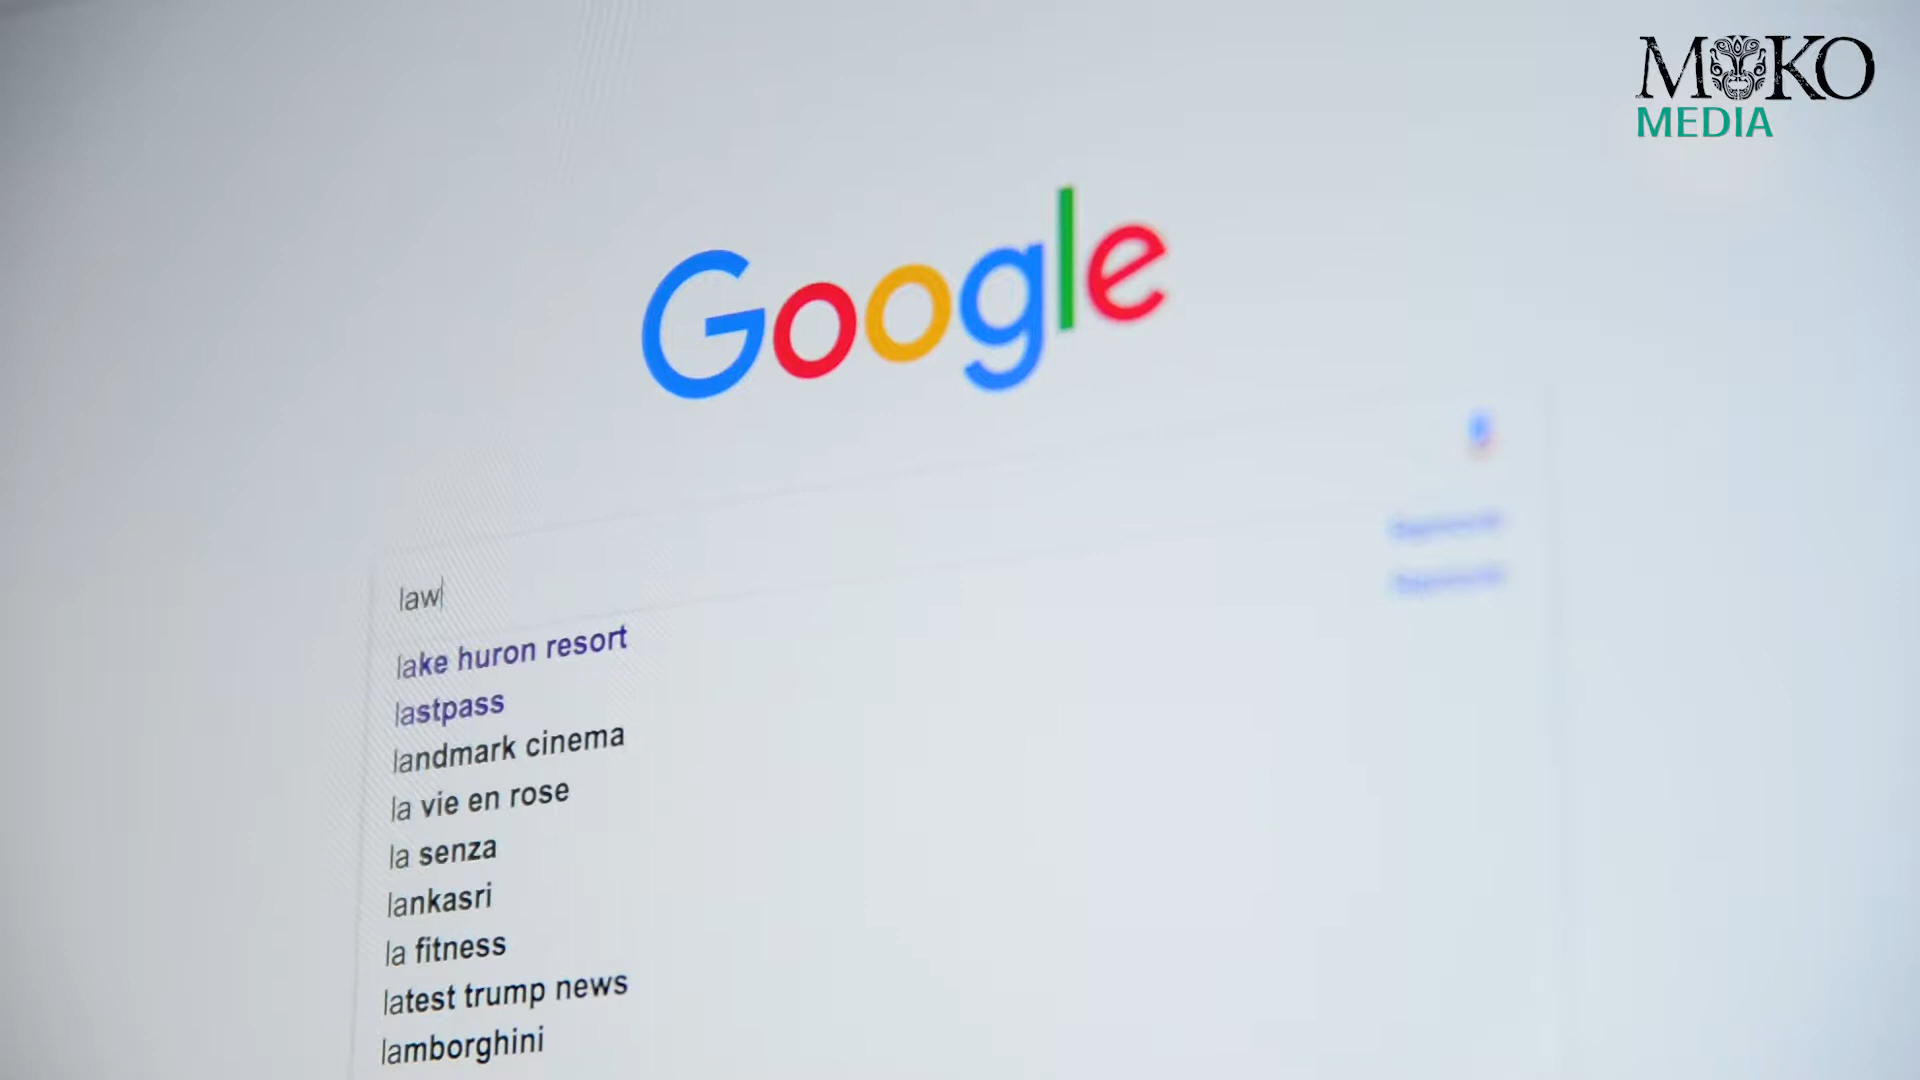 MOKO
MEDIA
Google
law
lake huron resort
lastpass
landmark cinema
la vie en rose
la senza
lankasri
la fitness
latest trump news
lamborghini